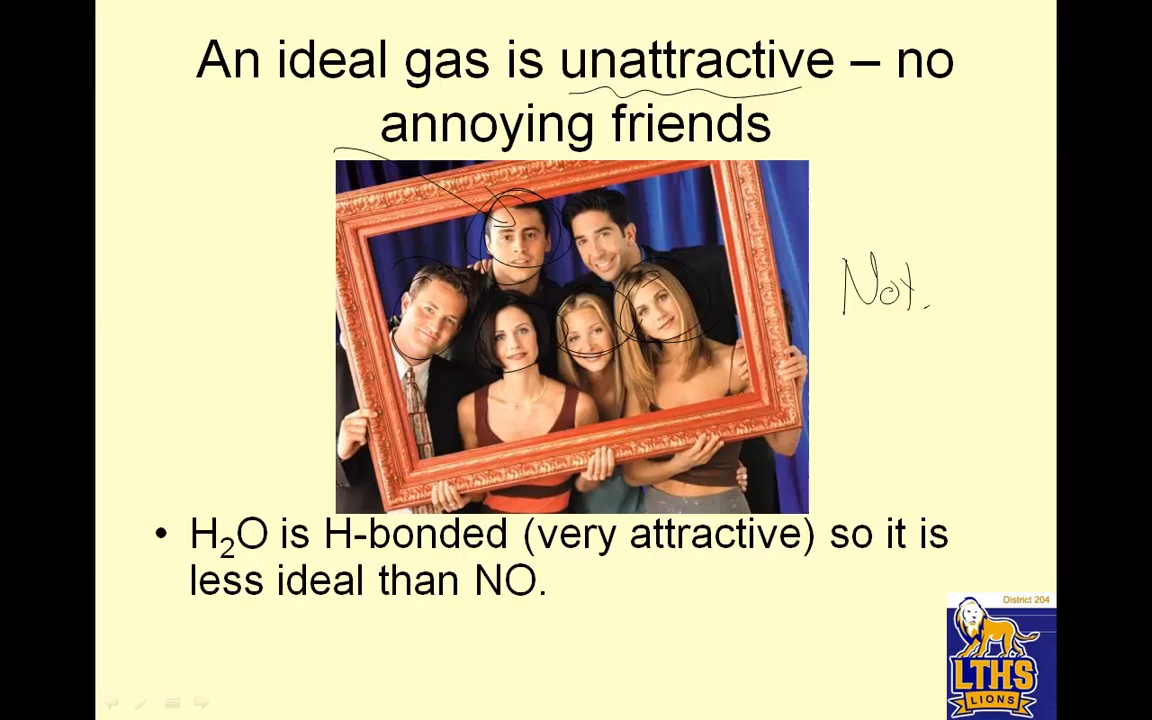 An ideal gas is unattractive – no
annoying friends
Not.
• H₂O is H-bonded (very attractive) so it is
less ideal than NO.
District 204
LTHS
LIONS